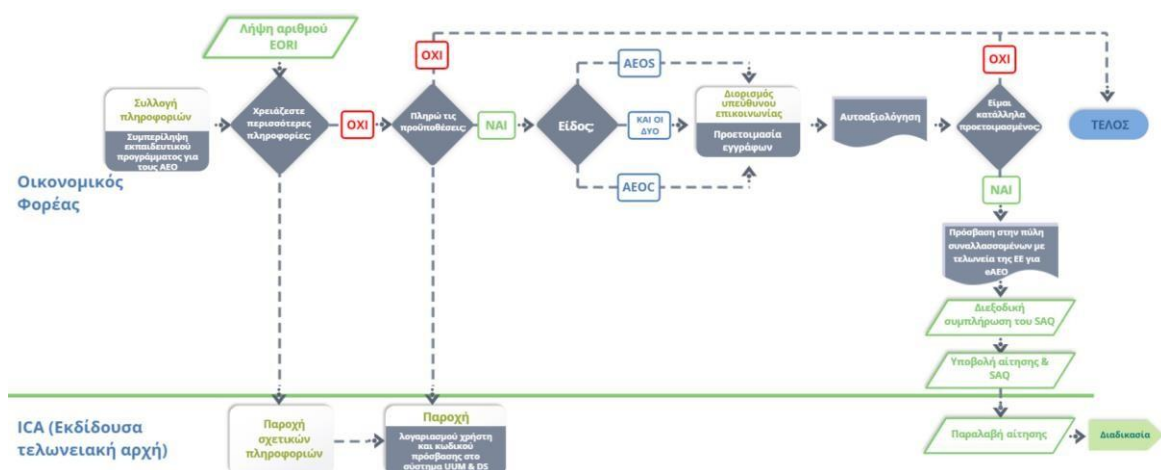 Λήψη αριθμού
EORI
ΟΧΙ
ΟΧΙ
AEOS
Συλλογή
πληροφοριών
Συμπερίληψη
εκπαιδευτικού
προγράμματος για
τους ΑΕΟ
Χρειάζεστε
περισσότερες
πληροφορίες;
ΟΧΙ
Πληρώ τις
προϋποθέσεις;
ΝΑΙ
Είδος;
ΚΑΙ ΟΙ
ΔΥΟ
Διορισμός
υπεύθυνου
επικοινωνίας
Προετοιμασία
εγγράφων
Αυτοαξιολόγηση
Είμαι
κατάλληλα
προετοιμασμένος;
ΤΕΛΟΣ
AEOC
ΝΑΙ
Οικονομικός
Φορέας
Πρόσβαση στην πύλη
συναλλασσομένων με
τελωνεία της ΕΕ για
eAEO
Διεξοδική
συμπλήρωση του SAQ
Υποβολή αίτησης &
SAQ
ICA (Εκδίδουσα
τελωνειακή αρχή)
Παροχή
σχετικών
πληροφοριών
Παροχή
λογαριασμού χρήστη
και κωδικού
πρόσβασης στο
σύστημα UUM & DS
Παραλαβή αίτησης
Διαδικασία